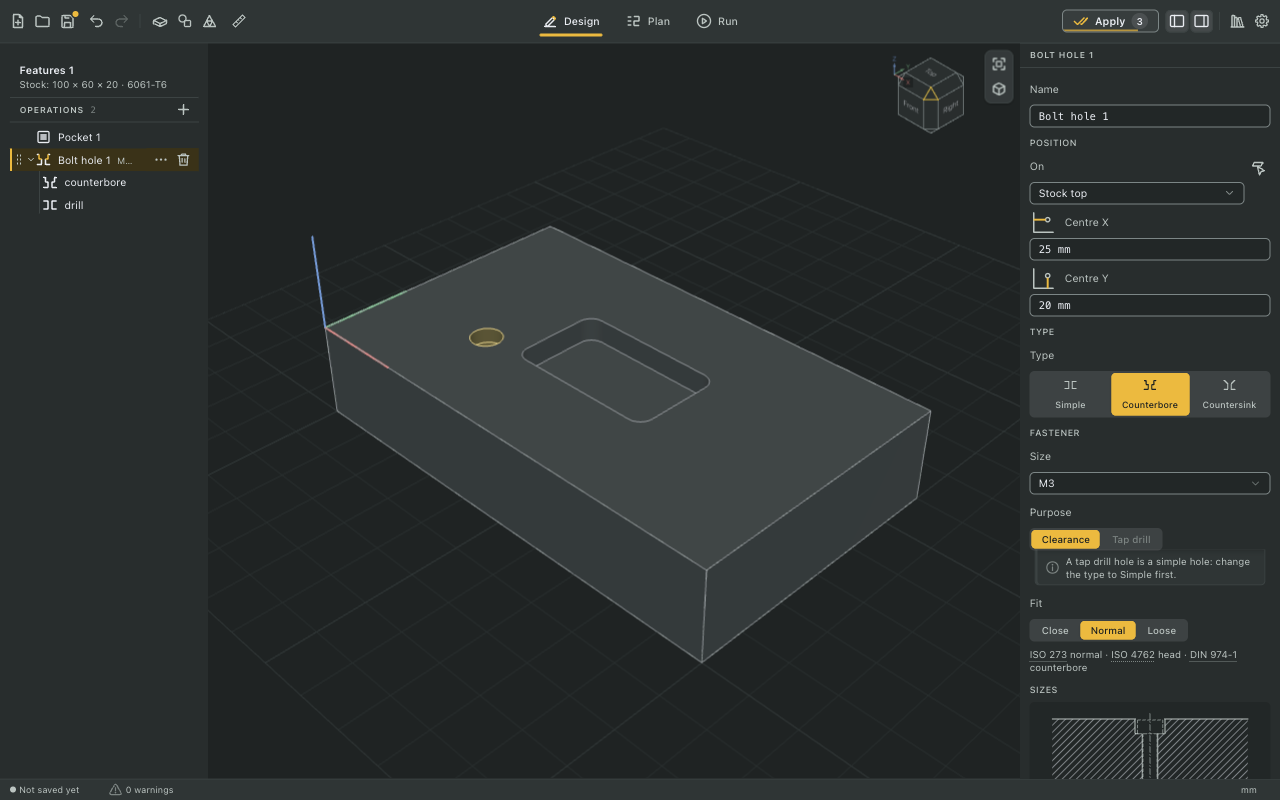 Design
Plan
Run
Apply 3
Features 1
Stock: 100 × 60 × 20 · 6061-T6
OPERATIONS 2
Pocket 1
Bolt hole 1 M...
counterbore
drill
Top
Front
Right
BOLT HOLE 1
Name
Bolt hole 1
POSITION
On
Stock top
Centre X
25 mm
Centre Y
20 mm
TYPE
Type
Simple
Counterbore
Countersink
FASTENER
Size
M3
Purpose
Clearance
Tap drill
A tap drill hole is a simple hole: change
the type to Simple first.
Fit
Close
Normal
Loose
ISO 273 normal · ISO 4762 head · DIN 974-1
counterbore
SIZES
Not saved yet
0 warnings
mm